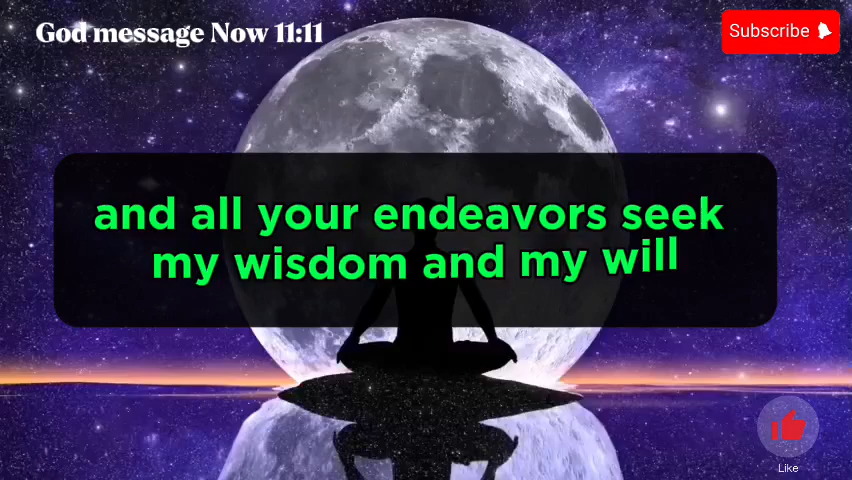 God message Now 11:11
Subscribe
and all your endeavors seek
my wisdom and my will
Like